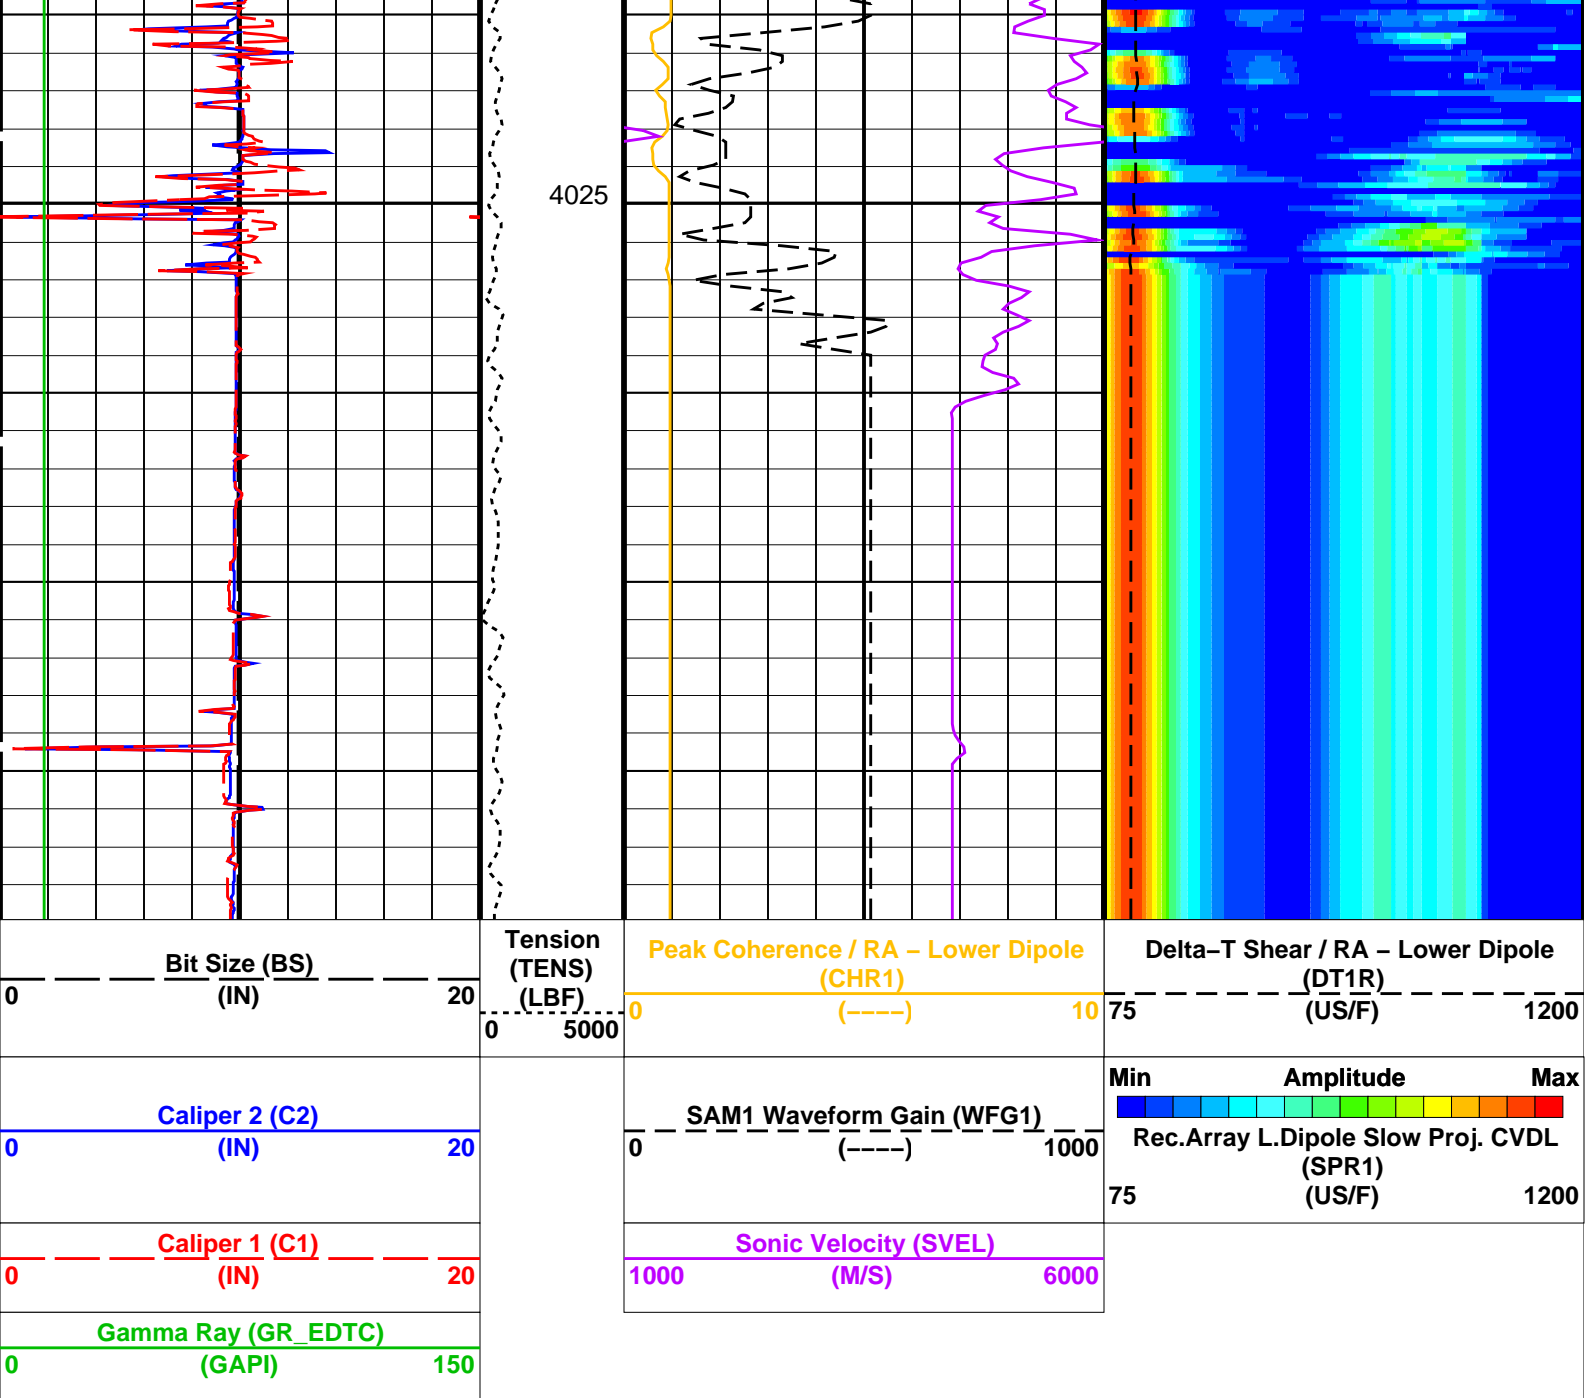 4025
Bit Size (BS)
0 (IN) 20
Tension
(TENS)
(LBF)
0 5000
Peak Coherence / RA – Lower Dipole
(CHR1)
0 (––––) 10
Delta–T Shear / RA – Lower Dipole
(DT1R)
75 (US/F) 1200
Caliper 2 (C2)
0 (IN) 20
SAM1 Waveform Gain (WFG1)
0 (––––) 1000
Min Amplitude Max
Rec.Array L.Dipole Slow Proj. CVDL
(SPR1)
75 (US/F) 1200
Caliper 1 (C1)
0 (IN) 20
Sonic Velocity (SVEL)
1000 (M/S) 6000
Gamma Ray (GR_EDTC)
0 (GAPI) 150